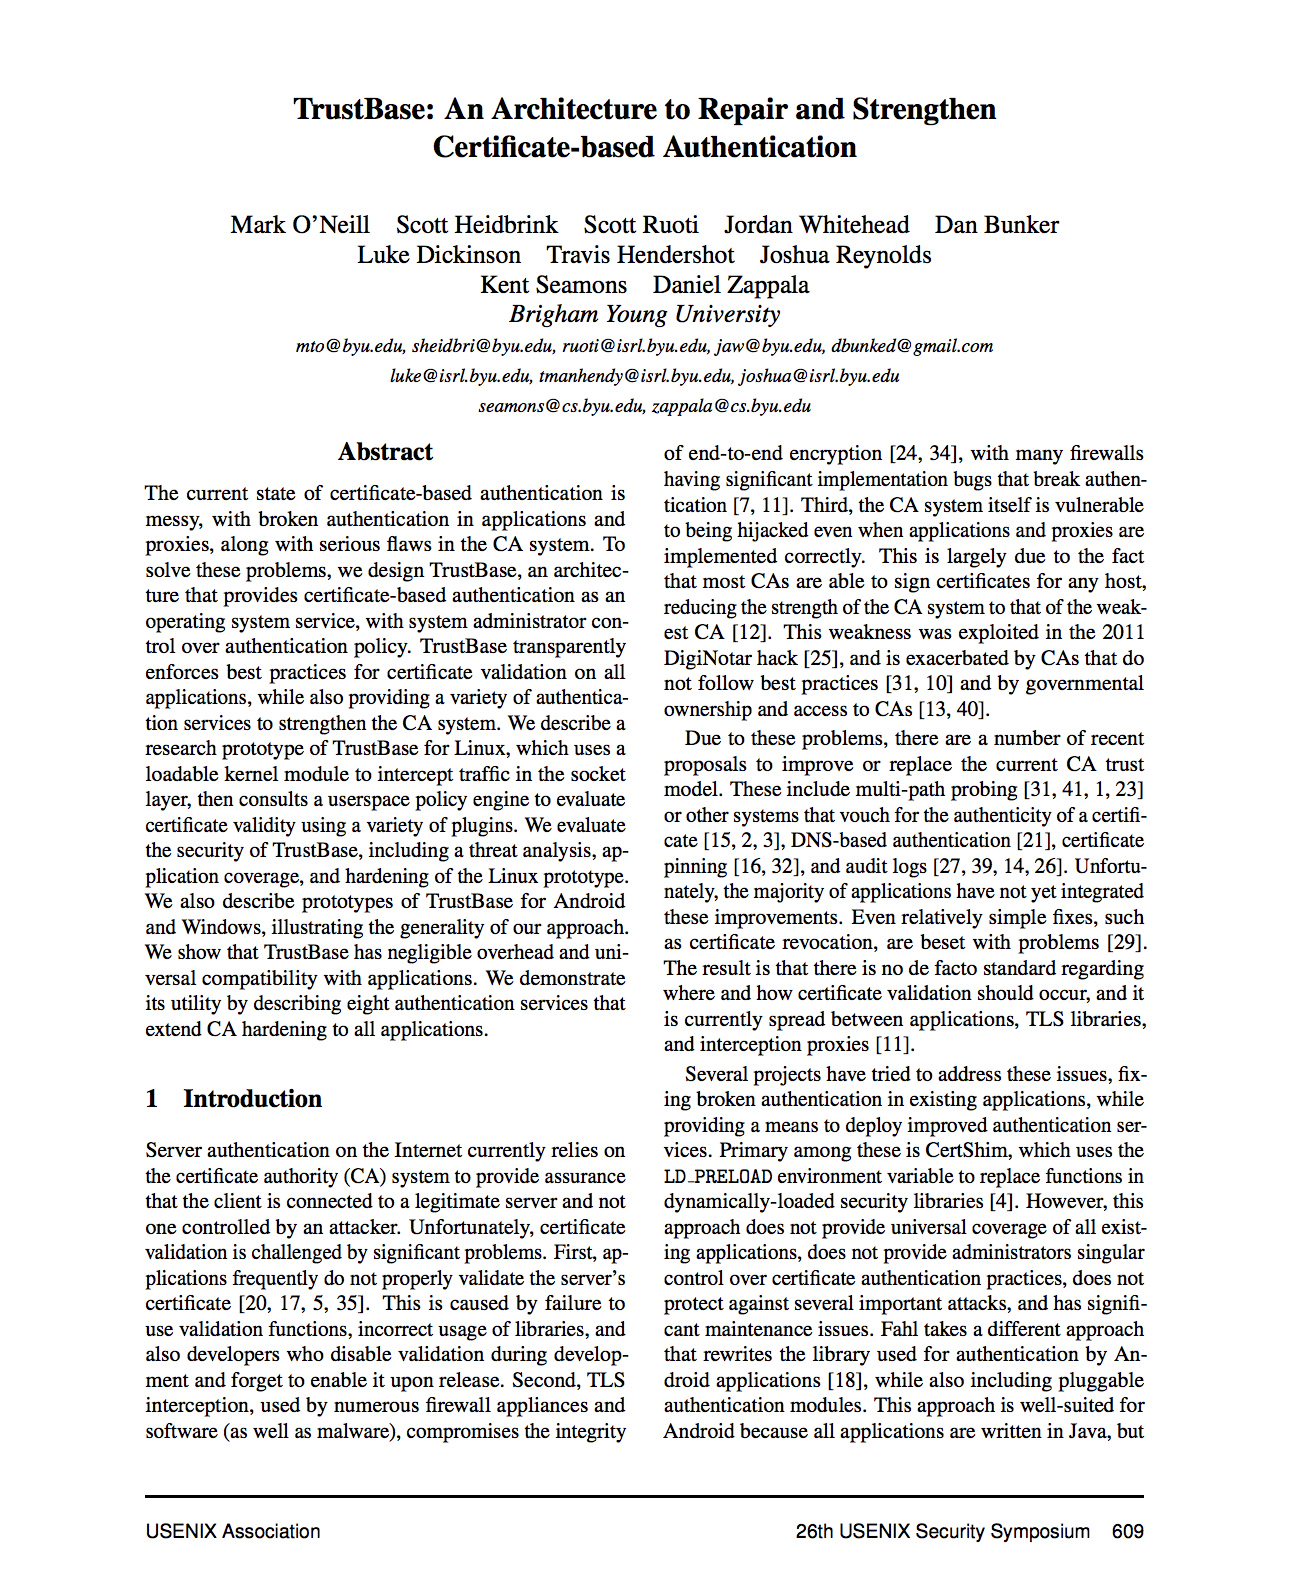 TrustBase: An Architecture to Repair and Strengthen
Certificate-based Authentication
Mark O'Neill Scott Heidbrink Scott Ruoti Jordan Whitehead Dan Bunker
Luke Dickinson Travis Hendershot Joshua Reynolds
Kent Seamons Daniel Zappala
Brigham Young University
mto@byu.edu, sheidbri@byu.edu, ruoti@isrl.byu.edu, jaw@byu.edu, dbunked@gmail.com
luke@isrl.byu.edu, tmanhendy@isrl.byu.edu, joshua@isrl.byu.edu
seamons@cs.byu.edu, zappala@cs.byu.edu
Abstract
The current state of certificate-based authentication is
messy, with broken authentication in applications and
proxies, along with serious flaws in the CA system. To
solve these problems, we design TrustBase, an architec-
ture that provides certificate-based authentication as an
operating system service, with system administrator con-
trol over authentication policy. TrustBase transparently
enforces best practices for certificate validation on all
applications, while also providing a variety of authentica-
tion services to strengthen the CA system. We describe a
research prototype of TrustBase for Linux, which uses a
loadable kernel module to intercept traffic in the socket
layer, then consults a userspace policy engine to evaluate
certificate validity using a variety of plugins. We evaluate
the security of TrustBase, including a threat analysis, ap-
plication coverage, and hardening of the Linux prototype.
We also describe prototypes of TrustBase for Android
and Windows, illustrating the generality of our approach.
We show that TrustBase has negligible overhead and uni-
versal compatibility with applications. We demonstrate
its utility by describing eight authentication services that
extend CA hardening to all applications.
1 Introduction
Server authentication on the Internet currently relies on
the certificate authority (CA) system to provide assurance
that the client is connected to a legitimate server and not
one controlled by an attacker. Unfortunately, certificate
validation is challenged by significant problems. First, ap-
plications frequently do not properly validate the server's
certificate [20, 17, 5, 35]. This is caused by failure to
use validation functions, incorrect usage of libraries, and
also developers who disable validation during develop-
ment and forget to enable it upon release. Second, TLS
interception, used by numerous firewall appliances and
software (as well as malware), compromises the integrity
of end-to-end encryption [24, 34], with many firewalls
having significant implementation bugs that break authen-
tication [7, 11]. Third, the CA system itself is vulnerable
to being hijacked even when applications and proxies are
implemented correctly. This is largely due to the fact
that most CAs are able to sign certificates for any host,
reducing the strength of the CA system to that of the weak-
est CA [12]. This weakness was exploited in the 2011
DigiNotar hack [25], and is exacerbated by CAs that do
not follow best practices [31, 10] and by governmental
ownership and access to CAs [13, 40].
Due to these problems, there are a number of recent
proposals to improve or replace the current CA trust
model. These include multi-path probing [31, 41, 1, 23]
or other systems that vouch for the authenticity of a certifi-
cate [15, 2, 3], DNS-based authentication [21], certificate
pinning [16, 32], and audit logs [27, 39, 14, 26]. Unfortu-
nately, the majority of applications have not yet integrated
these improvements. Even relatively simple fixes, such
as certificate revocation, are beset with problems [29].
The result is that there is no de facto standard regarding
where and how certificate validation should occur, and it
is currently spread between applications, TLS libraries,
and interception proxies [11].
Several projects have tried to address these issues, fix-
ing broken authentication in existing applications, while
providing a means to deploy improved authentication ser-
vices. Primary among these is CertShim, which uses the
LD_PRELOAD environment variable to replace functions in
dynamically-loaded security libraries [4]. However, this
approach does not provide universal coverage of all exist-
ing applications, does not provide administrators singular
control over certificate authentication practices, does not
protect against several important attacks, and has signifi-
cant maintenance issues. Fahl takes a different approach
that rewrites the library used for authentication by An-
droid applications [18], while also including pluggable
authentication modules. This approach is well-suited for
Android because all applications are written in Java, but
USENIX Association
26th USENIX Security Symposium 609